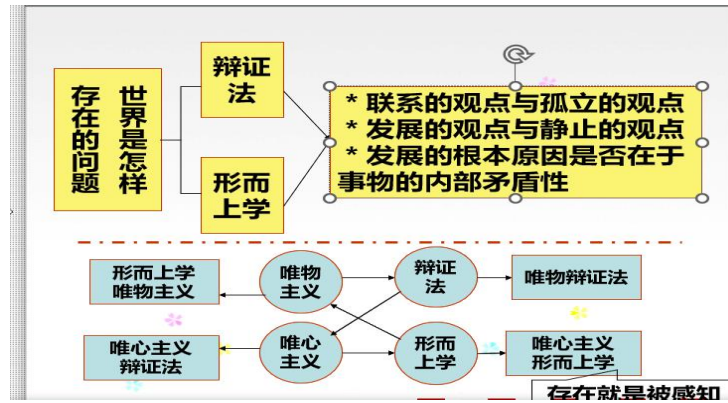 世界是怎样
存在的问题
辩证
法
形而
上学
* 联系的观点与孤立的观点
* 发展的观点与静止的观点
* 发展的根本原因是否在于
事物的内部矛盾性
形而上学
唯物主义
唯物
主义
辩证
法
唯物辩证法
唯心主义
辩证法
唯心
主义
形而
上学
唯心主义
形而上学
存在就是被感知